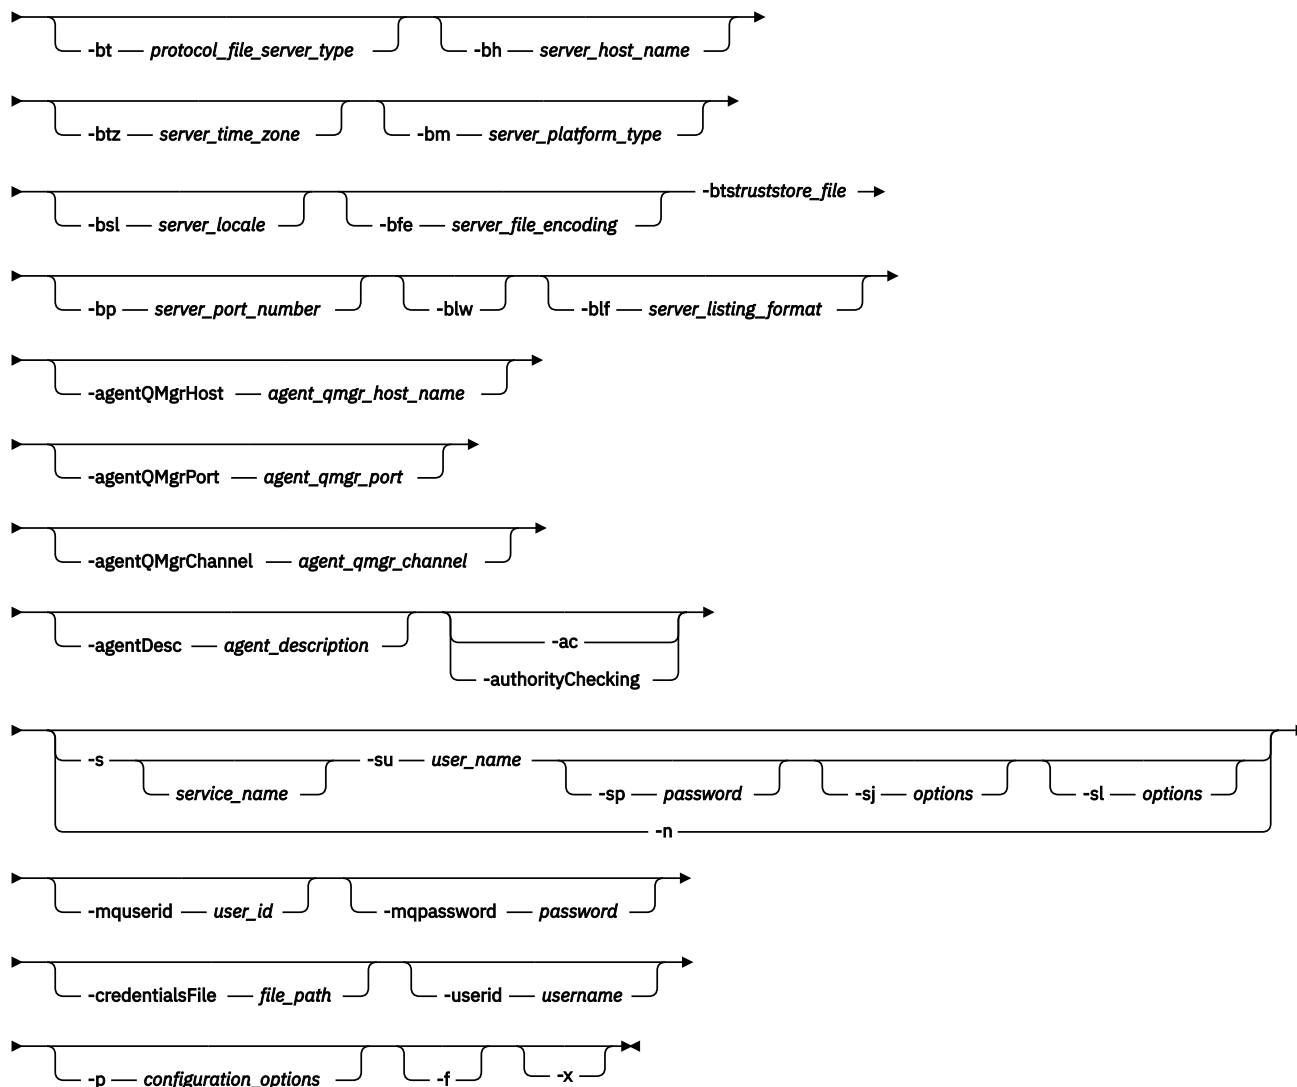 -bt protocol_file_server_type -bh server_host_name
-btz server_time_zone -bm server_platform_type
-btstruststore_file
-bsl server_locale -bfe server_file_encoding
-bp server_port_number -blw -blf server_listing_format
-agentQMgrHost agent_qmgr_host_name
-agentQMgrPort agent_qmgr_port
-agentQMgrChannel agent_qmgr_channel
-agentDesc agent_description -ac
-authorityChecking
-s -su user_name
service_name -sp password -sj options -sl options
-n
-mquserid user_id -mqpassword password
-credentialsFile file_path -userid username
-p configuration_options -f -x